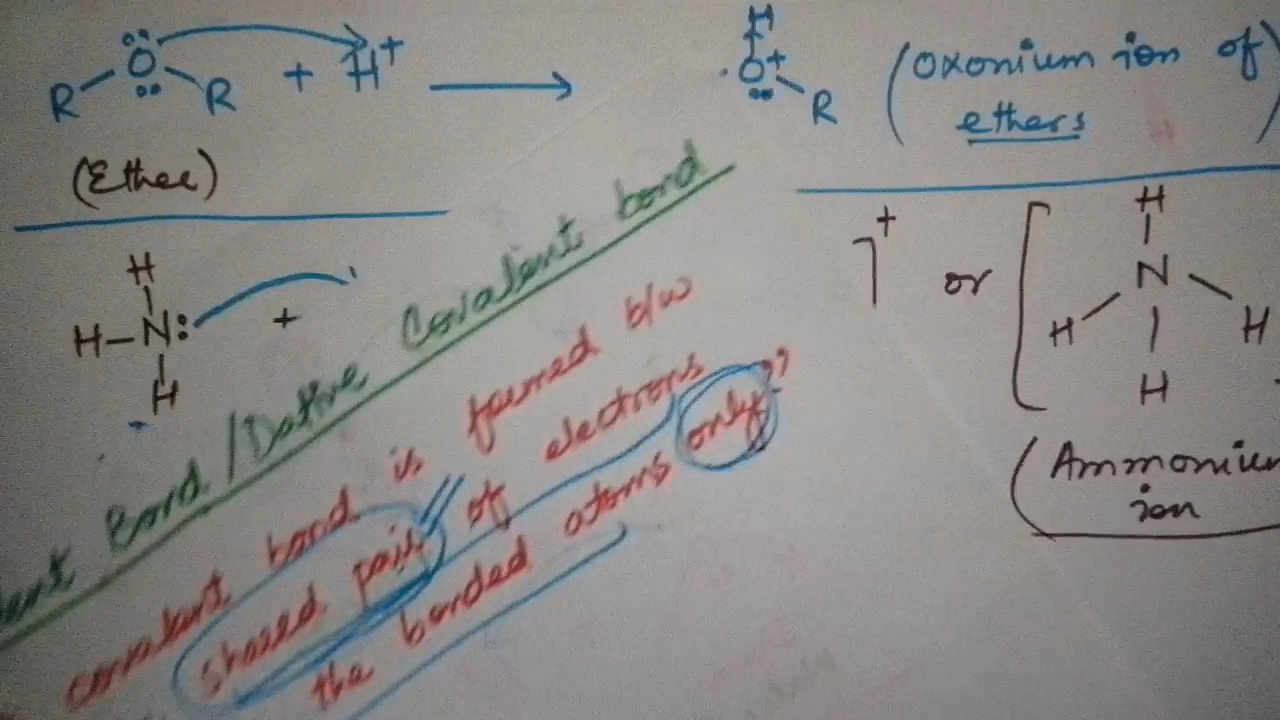 R O R + H+ → H O+ R (Oxonium ion of
ethers
(Ether)
H
H–N: +
H
]+ or [
H
N
H H
H
(Ammonium
ion
Bond/Dative Covalent bond
covalent bond is formed b/w
shared pair of electrons
the bonded atoms only"